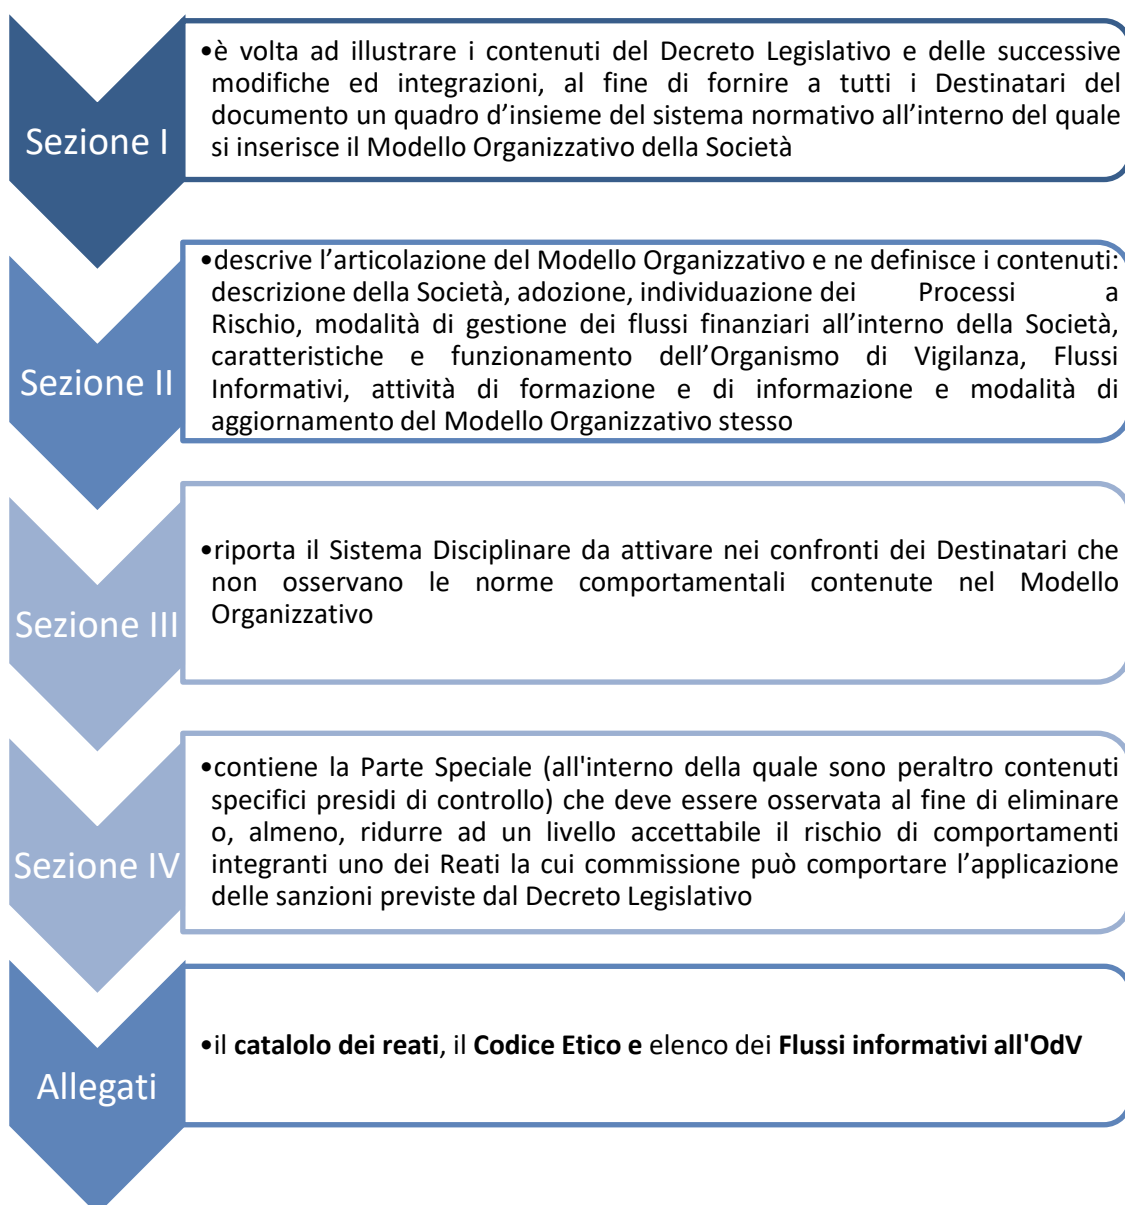 Sezione I
•è volta ad illustrare i contenuti del Decreto Legislativo e delle successive
modifiche ed integrazioni, al fine di fornire a tutti i Destinatari del
documento un quadro d’insieme del sistema normativo all’interno del quale
si inserisce il Modello Organizzativo della Società
Sezione II
•descrive l’articolazione del Modello Organizzativo e ne definisce i contenuti:
descrizione della Società, adozione, individuazione dei Processi a
Rischio, modalità di gestione dei flussi finanziari all’interno della Società,
caratteristiche e funzionamento dell’Organismo di Vigilanza, Flussi
Informativi, attività di formazione e di informazione e modalità di
aggiornamento del Modello Organizzativo stesso
Sezione III
•riporta il Sistema Disciplinare da attivare nei confronti dei Destinatari che
non osservano le norme comportamentali contenute nel Modello
Organizzativo
Sezione IV
•contiene la Parte Speciale (all'interno della quale sono peraltro contenuti
specifici presidi di controllo) che deve essere osservata al fine di eliminare
o, almeno, ridurre ad un livello accettabile il rischio di comportamenti
integranti uno dei Reati la cui commissione può comportare l’applicazione
delle sanzioni previste dal Decreto Legislativo
Allegati
•il catalolo dei reati, il Codice Etico e elenco dei Flussi informativi all'OdV